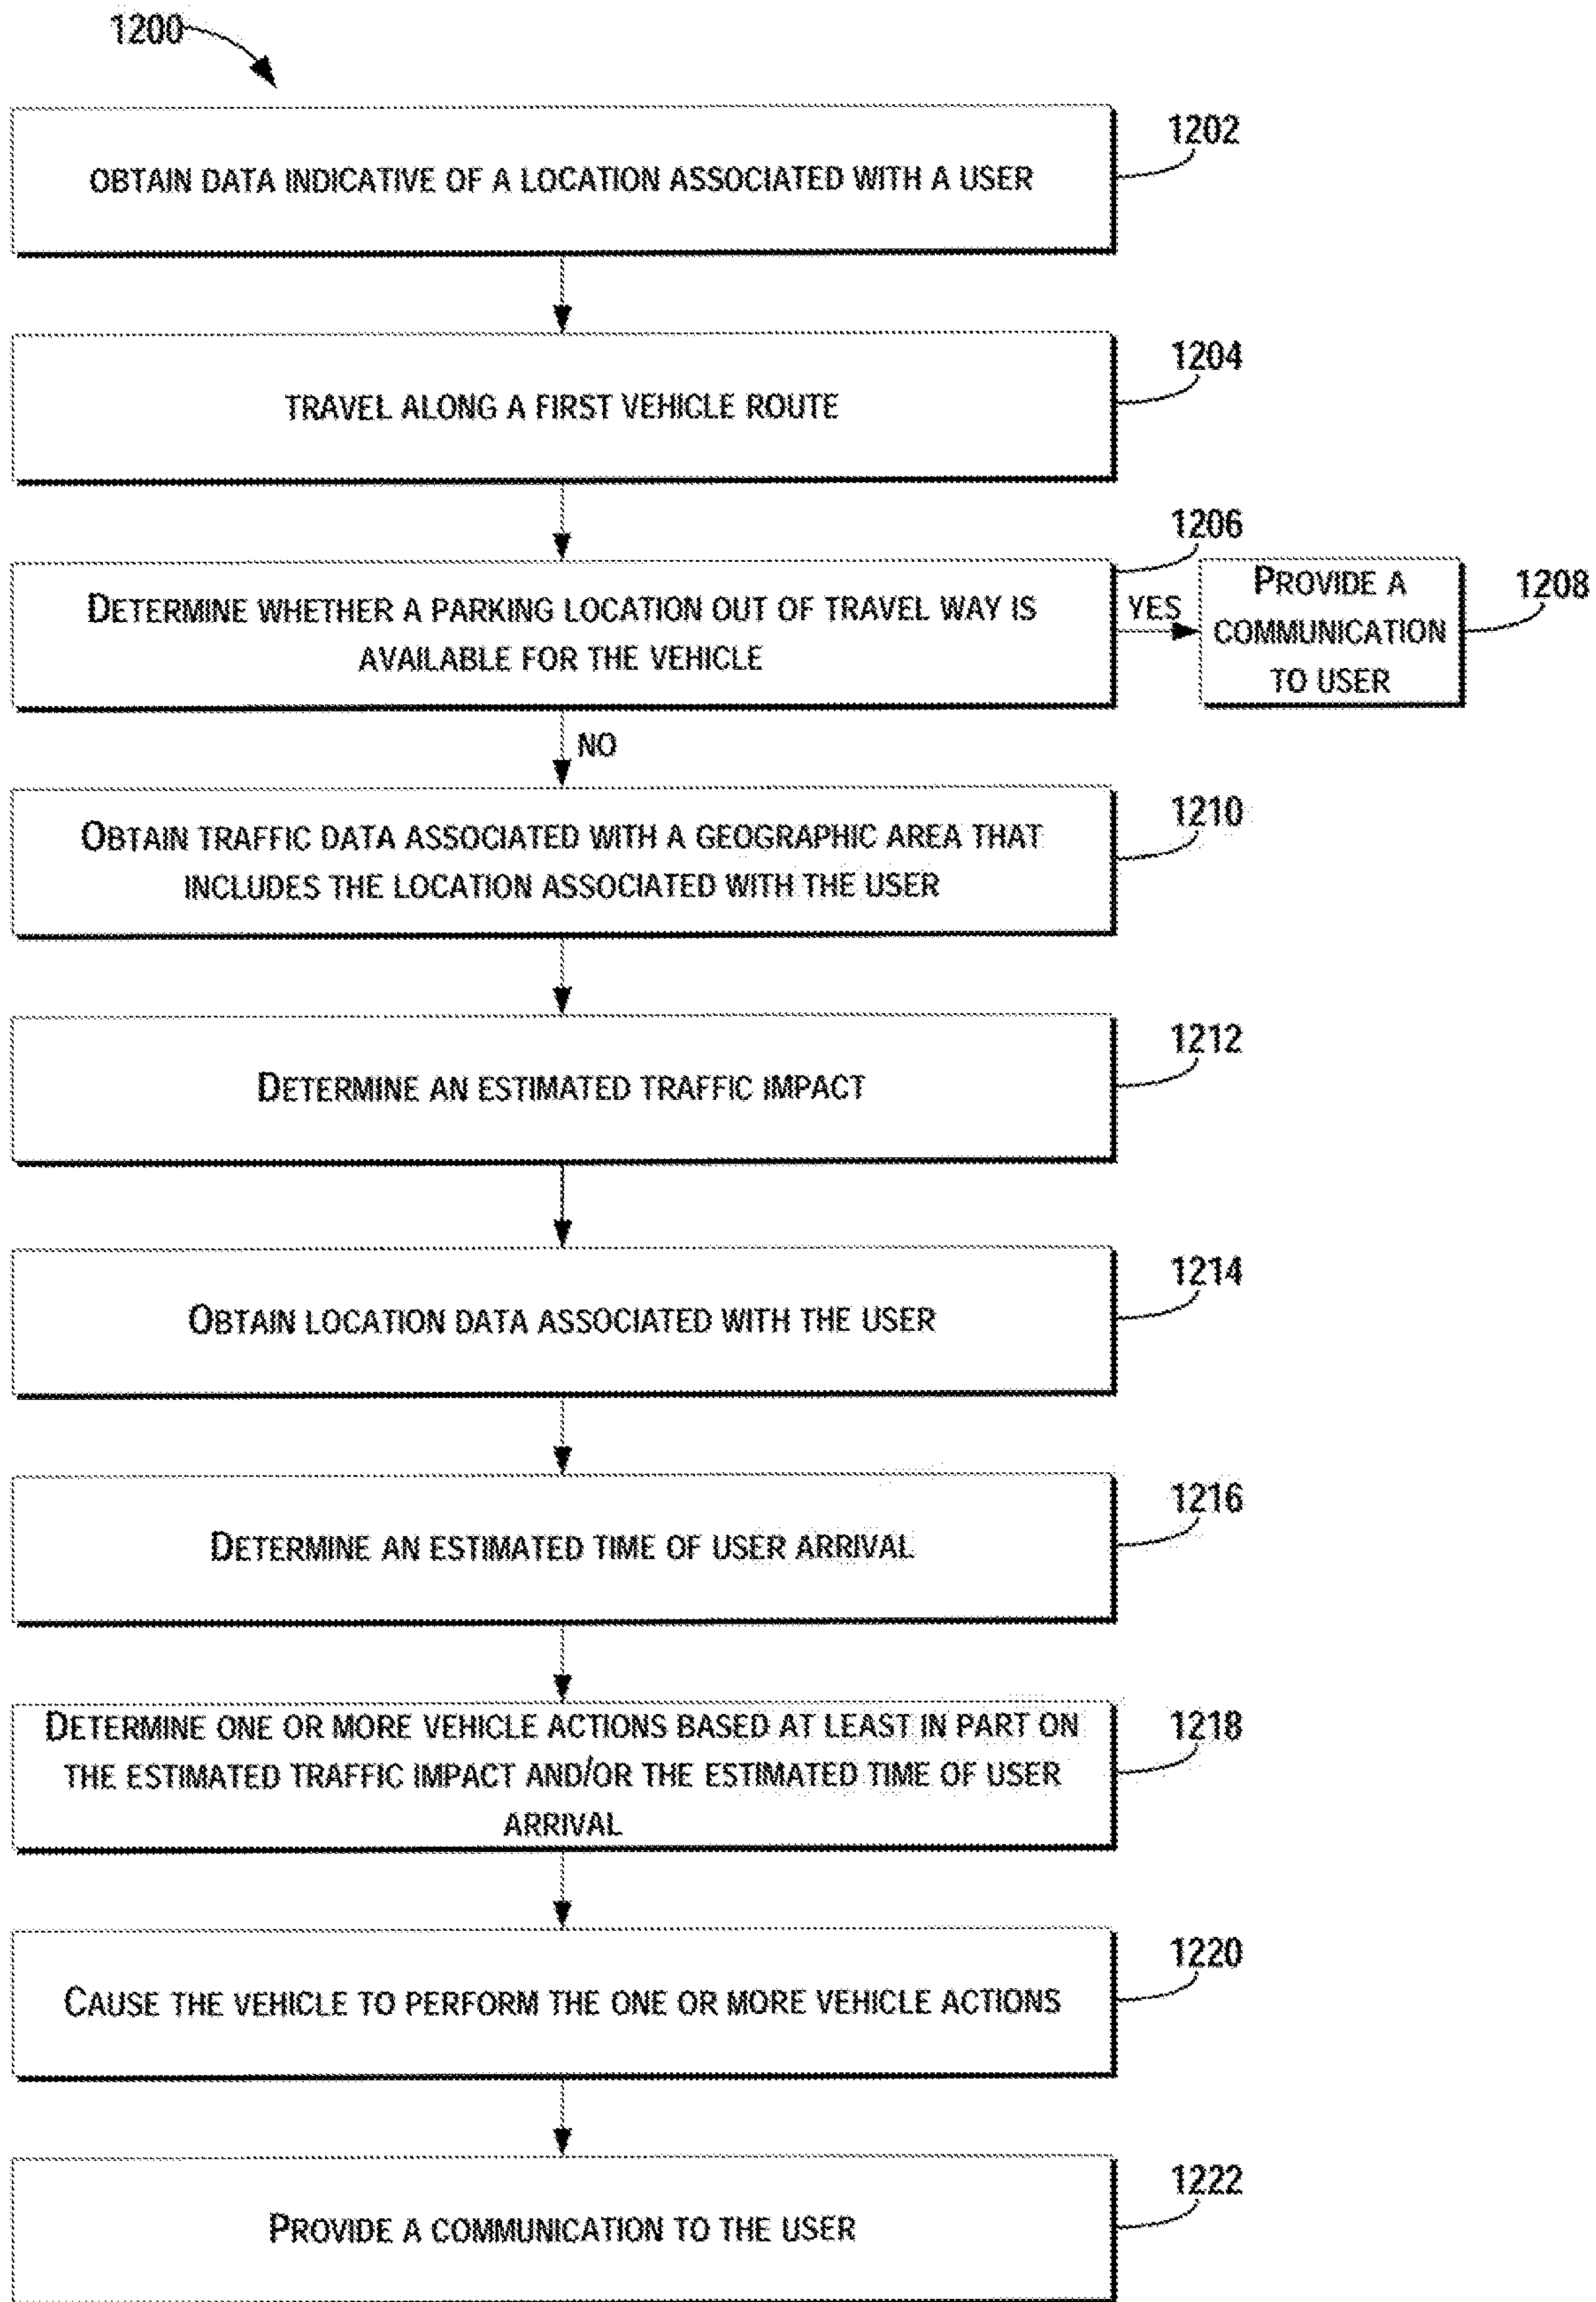 1200
1202
OBTAIN DATA INDICATIVE OF A LOCATION ASSOCIATED WITH A USER
1204
TRAVEL ALONG A FIRST VEHICLE ROUTE
1206
DETERMINE WHETHER A PARKING LOCATION OUT OF TRAVEL WAY IS
AVAILABLE FOR THE VEHICLE
YES
PROVIDE A
COMMUNICATION
TO USER
1208
NO
1210
OBTAIN TRAFFIC DATA ASSOCIATED WITH A GEOGRAPHIC AREA THAT
INCLUDES THE LOCATION ASSOCIATED WITH THE USER
1212
DETERMINE AN ESTIMATED TRAFFIC IMPACT
1214
OBTAIN LOCATION DATA ASSOCIATED WITH THE USER
1216
DETERMINE AN ESTIMATED TIME OF USER ARRIVAL
1218
DETERMINE ONE OR MORE VEHICLE ACTIONS BASED AT LEAST IN PART ON
THE ESTIMATED TRAFFIC IMPACT AND/OR THE ESTIMATED TIME OF USER
ARRIVAL
1220
CAUSE THE VEHICLE TO PERFORM THE ONE OR MORE VEHICLE ACTIONS
1222
PROVIDE A COMMUNICATION TO THE USER